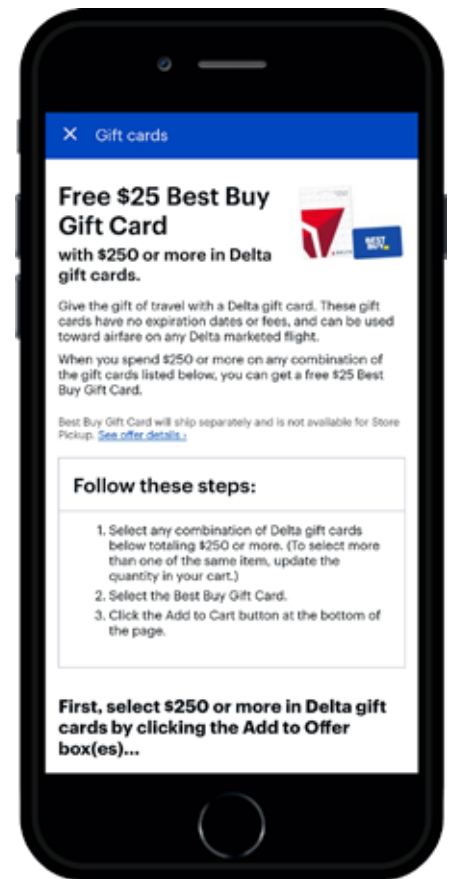 Gift cards
Free $25 Best Buy
Gift Card
with $250 or more in Delta
gift cards.
BEST
BUY
Give the gift of travel with a Delta gift card. These gift
cards have no expiration dates or fees, and can be used
toward airfare on any Delta marketed flight.
When you spend $250 or more on any combination of
the gift cards listed below, you can get a free $25 Best
Buy Gift Card.
Best Buy Gift Card will ship separately and is not available for Store
Pickup. See offer details ›
Follow these steps:
1. Select any combination of Delta gift cards
below totaling $250 or more. (To select more
than one of the same item, update the
quantity in your cart.)
2. Select the Best Buy Gift Card.
3. Click the Add to Cart button at the bottom of
the page.
First, select $250 or more in Delta gift
cards by clicking the Add to Offer
box(es)...